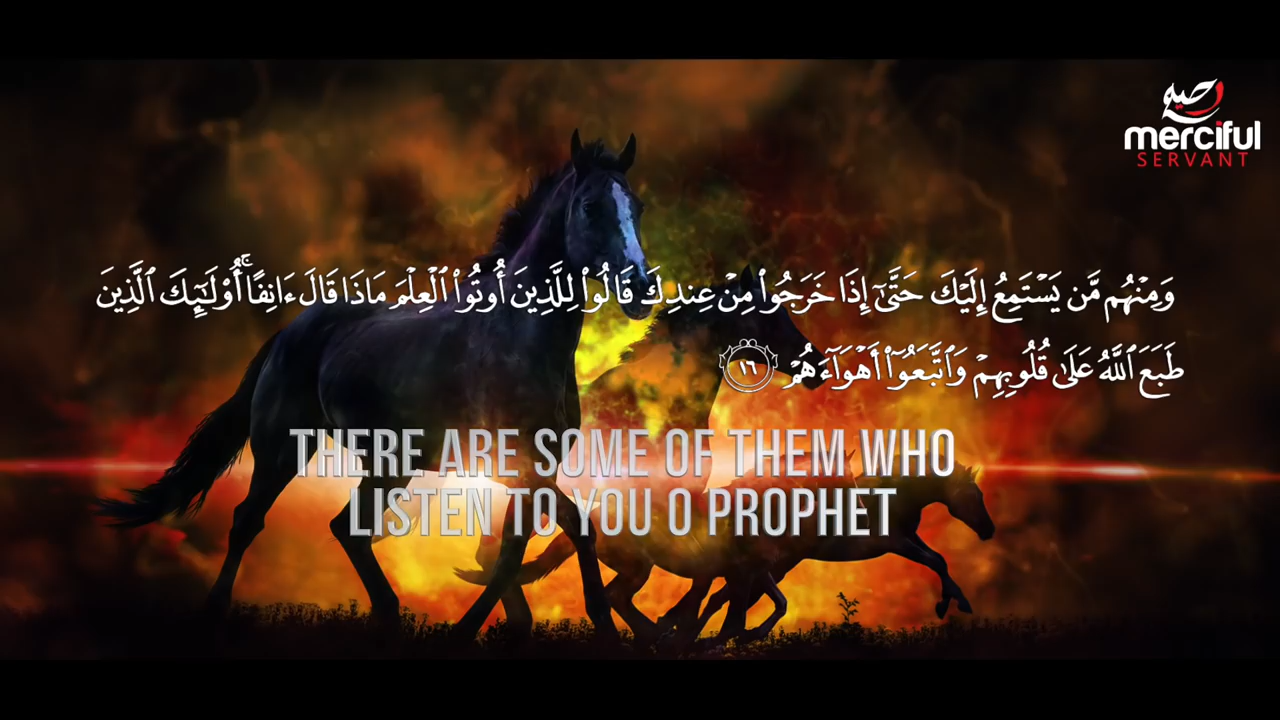 رحيم
merciful
SERVANT
وَمِنْهُم مَّن يَسْتَمِعُ إِلَيْكَ حَتَّىٰٓ إِذَا خَرَجُوا۟ مِنْ عِندِكَ قَالُوا۟ لِلَّذِينَ أُوتُوا۟ ٱلْعِلْمَ مَاذَا قَالَ ءَانِفًا ۚ أُو۟لَـٰٓئِكَ ٱلَّذِينَ
طَبَعَ ٱللَّهُ عَلَىٰ قُلُوبِهِمْ وَٱتَّبَعُوٓا۟ أَهْوَآءَهُمْ ١٦
THERE ARE SOME OF THEM WHO
LISTEN TO YOU O PROPHET